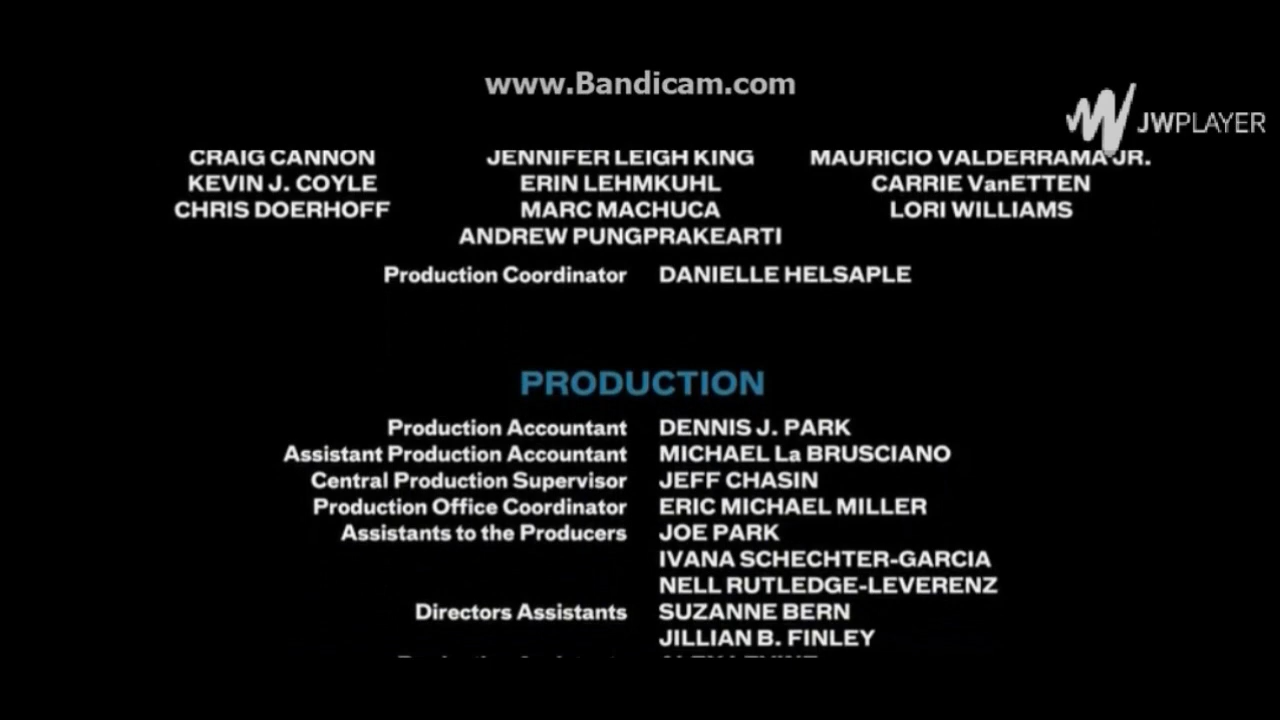 www.Bandicam.com
JWPLAYER
CRAIG CANNON JENNIFER LEIGH KING MAURICIO VALDERRAMA JR.
KEVIN J. COYLE ERIN LEHMKUHL CARRIE VanETTEN
CHRIS DOERHOFF MARC MACHUCA LORI WILLIAMS
ANDREW PUNGPRAKEARTI
Production Coordinator DANIELLE HELSAPLE
PRODUCTION
Production Accountant DENNIS J. PARK
Assistant Production Accountant MICHAEL La BRUSCIANO
Central Production Supervisor JEFF CHASIN
Production Office Coordinator ERIC MICHAEL MILLER
Assistants to the Producers JOE PARK
IVANA SCHECHTER-GARCIA
NELL RUTLEDGE-LEVERENZ
Directors Assistants SUZANNE BERN
JILLIAN B. FINLEY